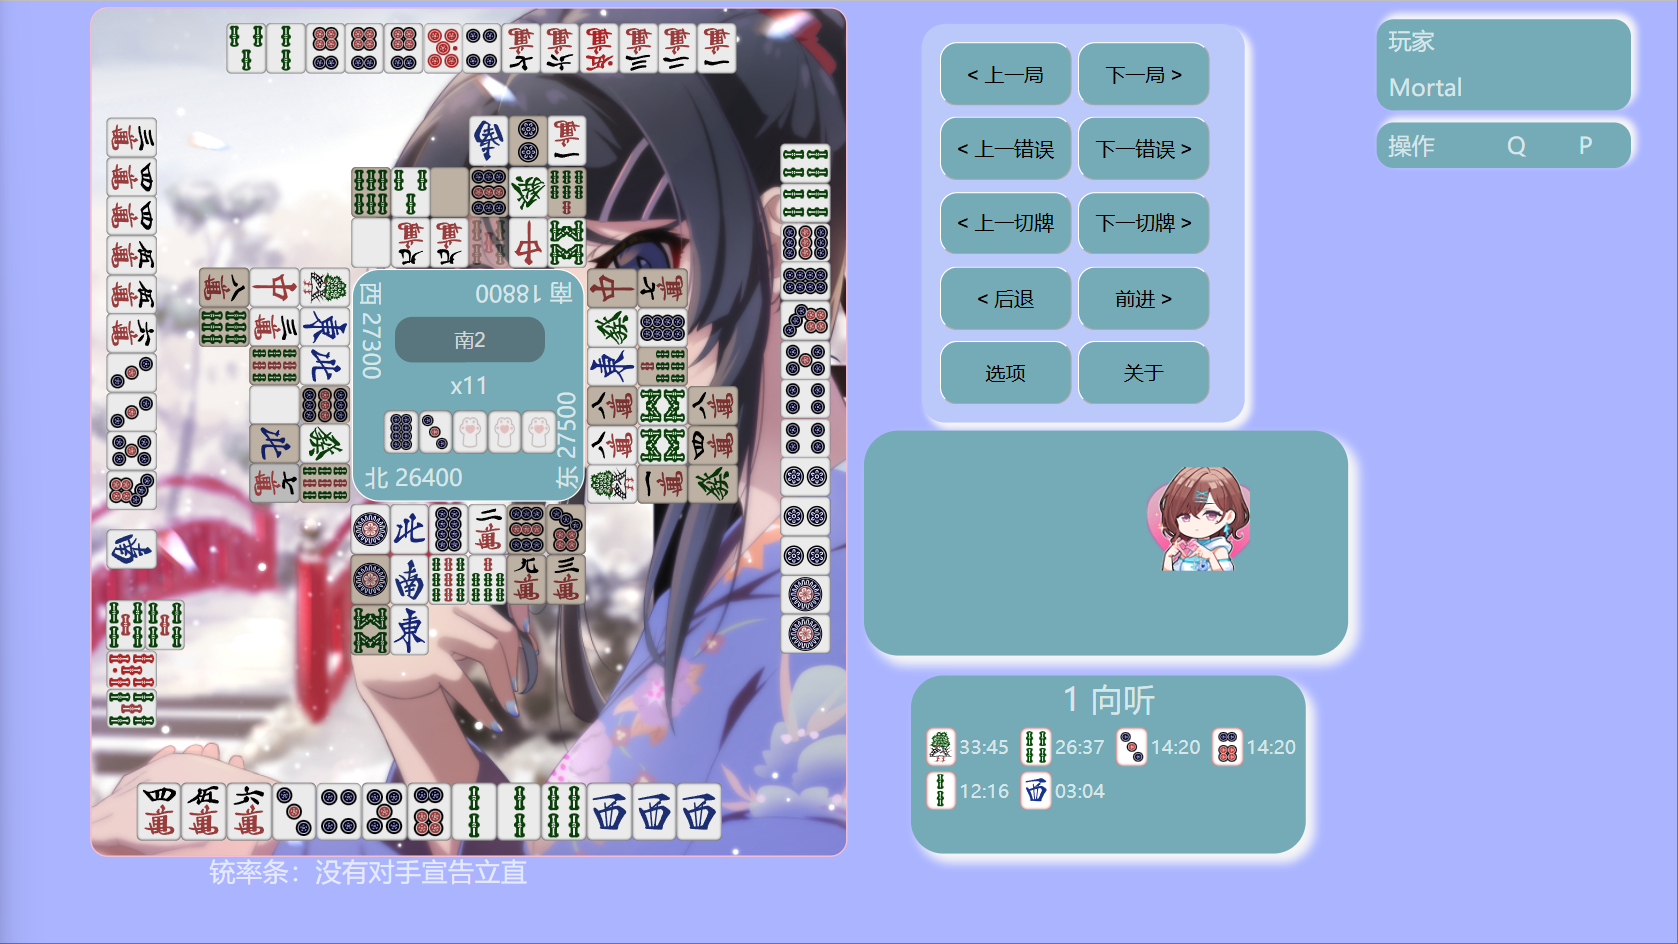 < 上一局
下一局 >
< 上一错误
下一错误 >
< 上一切牌
下一切牌 >
< 后退
前进 >
选项
关于
玩家
Mortal
操作 Q P
南 18800
西 27300
南2
x11
东 27500
北 26400
1 向听
33:45 26:37 14:20 14:20
12:16 03:04
铳率条：没有对手宣告立直